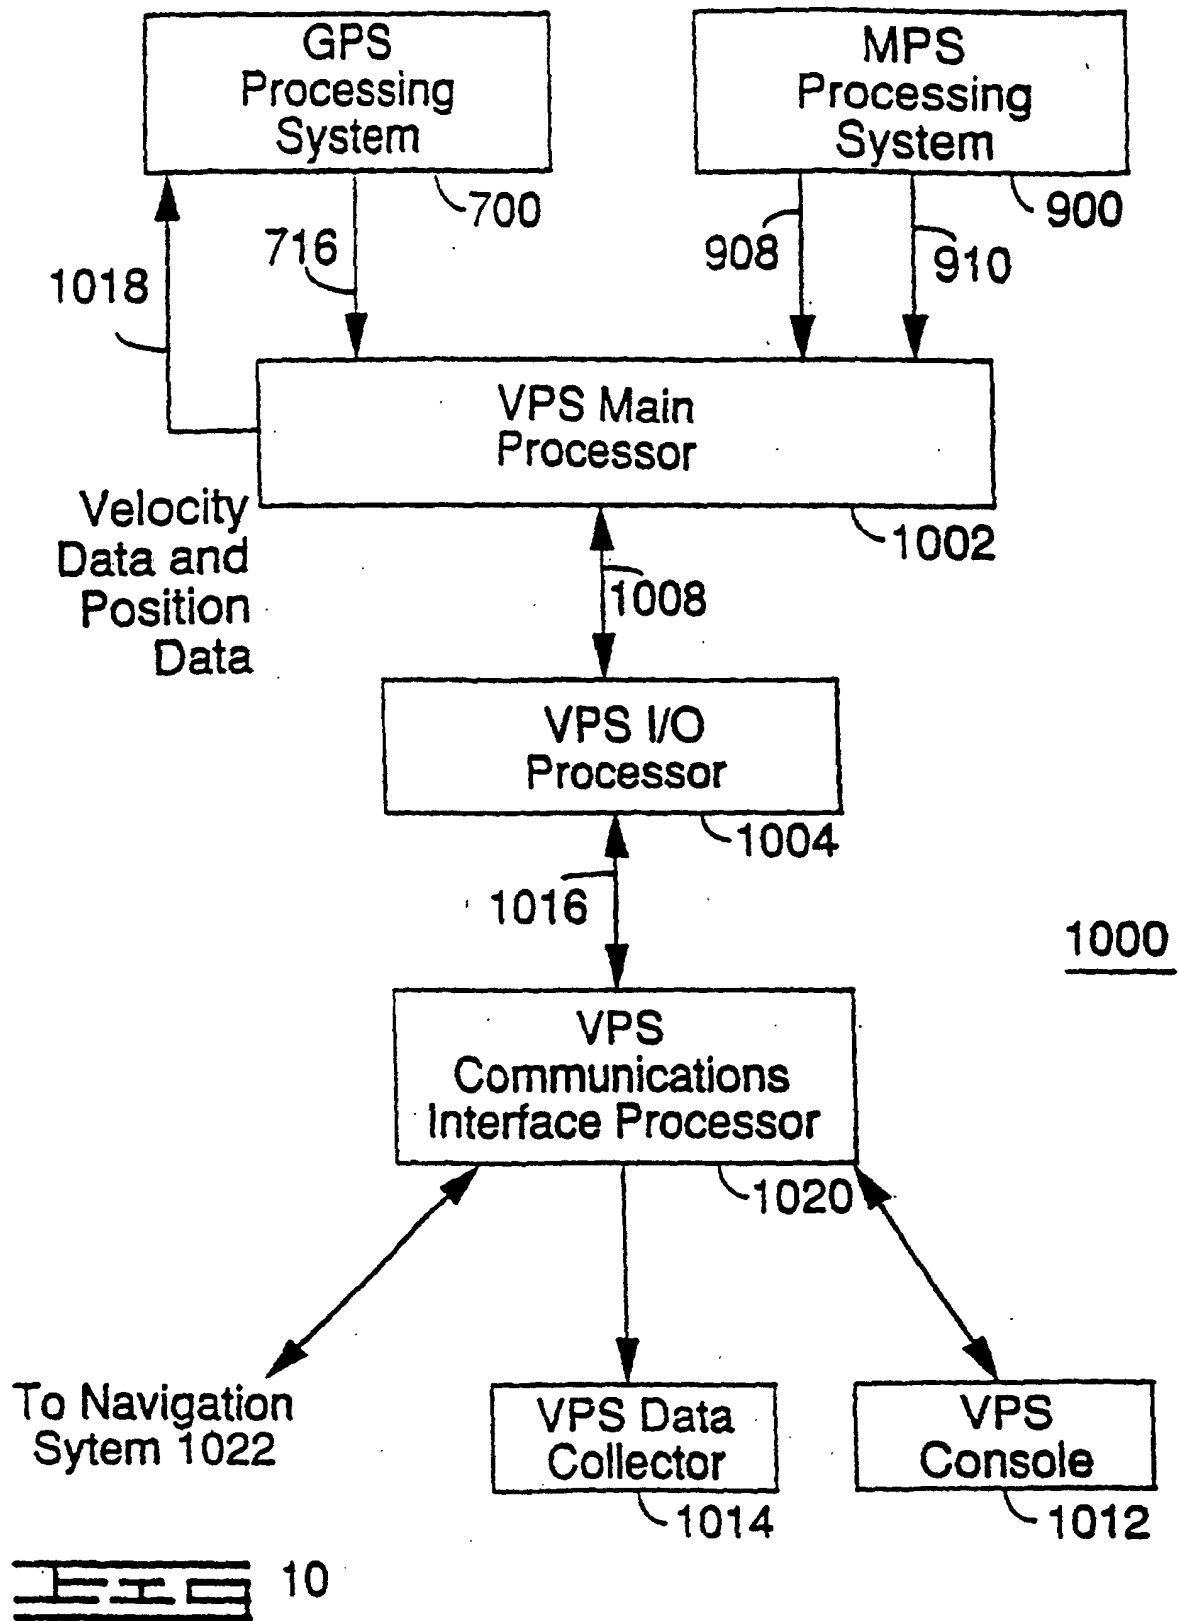 GPS
Processing
System
MPS
Processing
System
700
900
716
908
910
1018
VPS Main
Processor
Velocity
Data and
Position
Data
1002
1008
VPS I/O
Processor
1004
1016
1000
VPS
Communications
Interface Processor
1020
To Navigation
Sytem 1022
VPS Data
Collector
VPS
Console
1014
1012
FIG 10